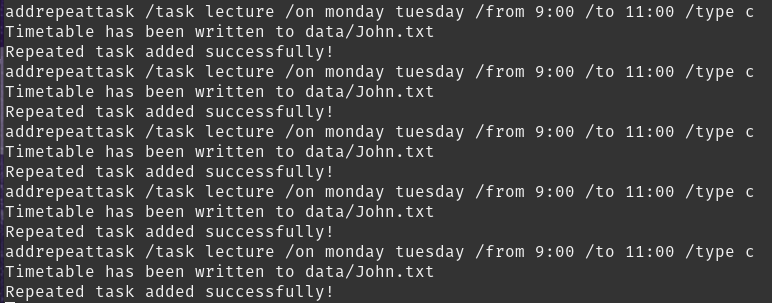 addrepeattask /task lecture /on monday tuesday /from 9:00 /to 11:00 /type c
Timetable has been written to data/John.txt
Repeated task added successfully!
addrepeattask /task lecture /on monday tuesday /from 9:00 /to 11:00 /type c
Timetable has been written to data/John.txt
Repeated task added successfully!
addrepeattask /task lecture /on monday tuesday /from 9:00 /to 11:00 /type c
Timetable has been written to data/John.txt
Repeated task added successfully!
addrepeattask /task lecture /on monday tuesday /from 9:00 /to 11:00 /type c
Timetable has been written to data/John.txt
Repeated task added successfully!
addrepeattask /task lecture /on monday tuesday /from 9:00 /to 11:00 /type c
Timetable has been written to data/John.txt
Repeated task added successfully!